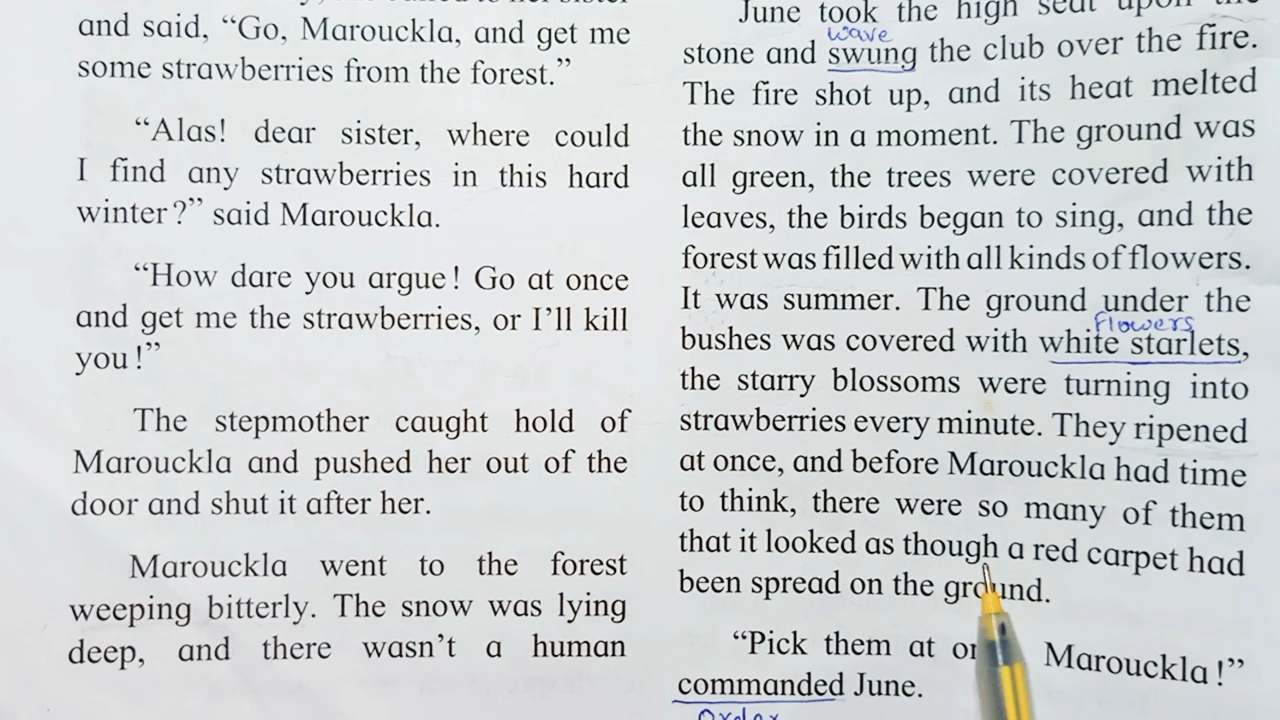 and said, “Go, Marouckla, and get me
some strawberries from the forest.”
“Alas! dear sister, where could
I find any strawberries in this hard
winter?” said Marouckla.
“How dare you argue! Go at once
and get me the strawberries, or I’ll kill
you!”
The stepmother caught hold of
Marouckla and pushed her out of the
door and shut it after her.
Marouckla went to the forest
weeping bitterly. The snow was lying
deep, and there wasn’t a human
June took the high seat upon the
wave
stone and swung the club over the fire.
The fire shot up, and its heat melted
the snow in a moment. The ground was
all green, the trees were covered with
leaves, the birds began to sing, and the
forest was filled with all kinds of flowers.
It was summer. The ground under the
flowers
bushes was covered with white starlets,
the starry blossoms were turning into
strawberries every minute. They ripened
at once, and before Marouckla had time
to think, there were so many of them
that it looked as though a red carpet had
been spread on the ground.
“Pick them at Marouckla!”
commanded June.
Order